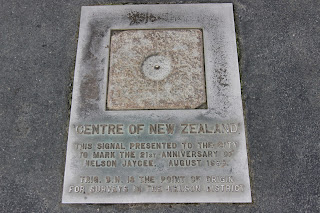 CENTRE OF NEW ZEALAND
THIS SIGNAL PRESENTED TO THE CITY
TO MARK THE 21ST ANNIVERSARY OF
NELSON JAYCEE. AUGUST
TRIG. IS THE POINT OF ORIGIN
FOR SURVEYS IN THE NELSON DISTRICT